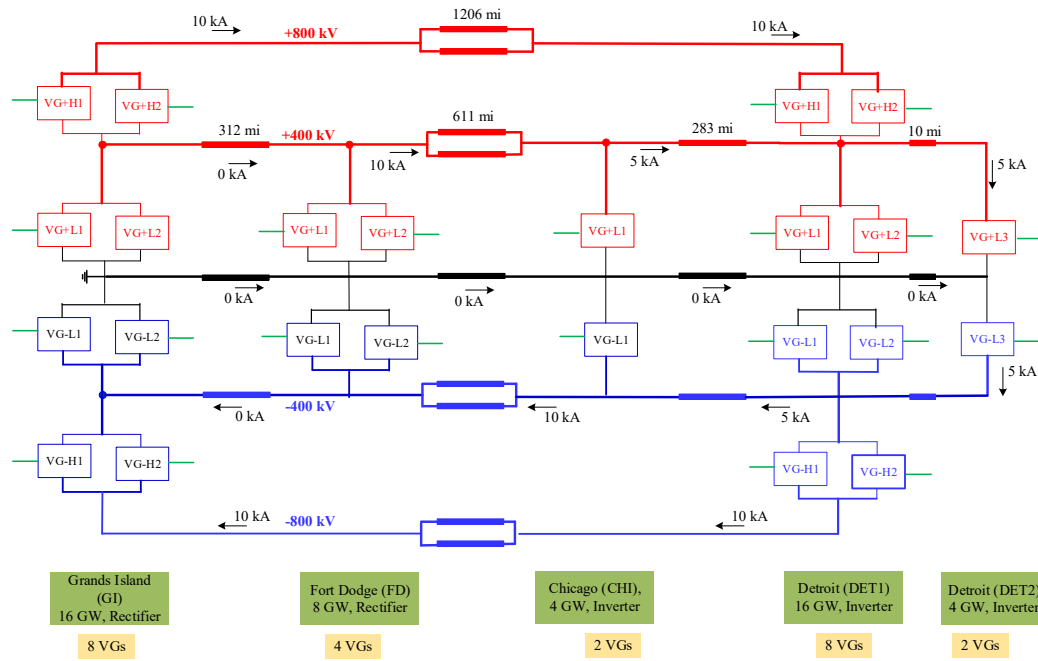 1206 mi
10 kA
+800 kV
10 kA
VG+H1
VG+H2
VG+H1
VG+H2
611 mi
312 mi
+400 kV
283 mi
10 mi
0 kA
10 kA
5 kA
5 kA
VG+L1
VG+L2
VG+L1
VG+L2
VG+L1
VG+L1
VG+L2
VG+L3
0 kA
0 kA
0 kA
0 kA
VG-L1
VG-L2
VG-L1
VG-L2
VG-L1
VG-L1
VG-L2
VG-L3
0 kA
-400 kV
10 kA
5 kA
5 kA
VG-H1
VG-H2
VG-H1
VG-H2
10 kA
-800 kV
10 kA
Grands Island
(GI)
16 GW, Rectifier
Fort Dodge (FD)
8 GW, Rectifier
Chicago (CHI),
4 GW, Inverter
Detroit (DET1)
16 GW, Inverter
Detroit (DET2)
4 GW, Inverter
8 VGs
4 VGs
2 VGs
8 VGs
2 VGs